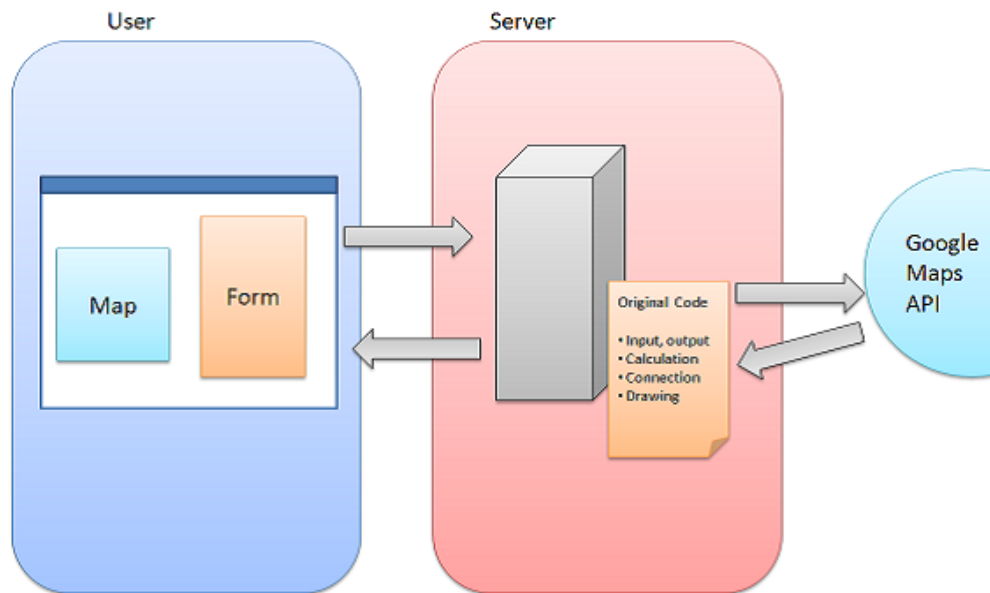 User
Server
Map
Form
Original Code
• Input, output
• Calculation
• Connection
• Drawing
Google
Maps
API